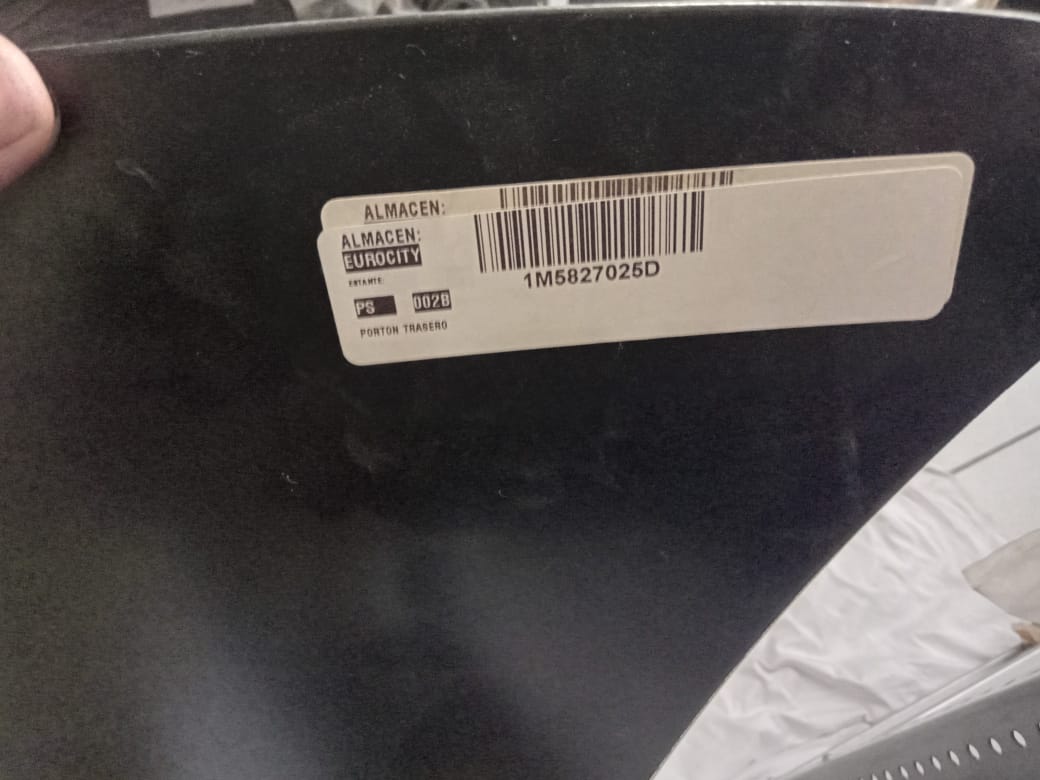 ALMACEN:
ALMACEN:
EUROCITY
ESTANTE:
PS 002B
PORTON TRASERO
1M5827025D